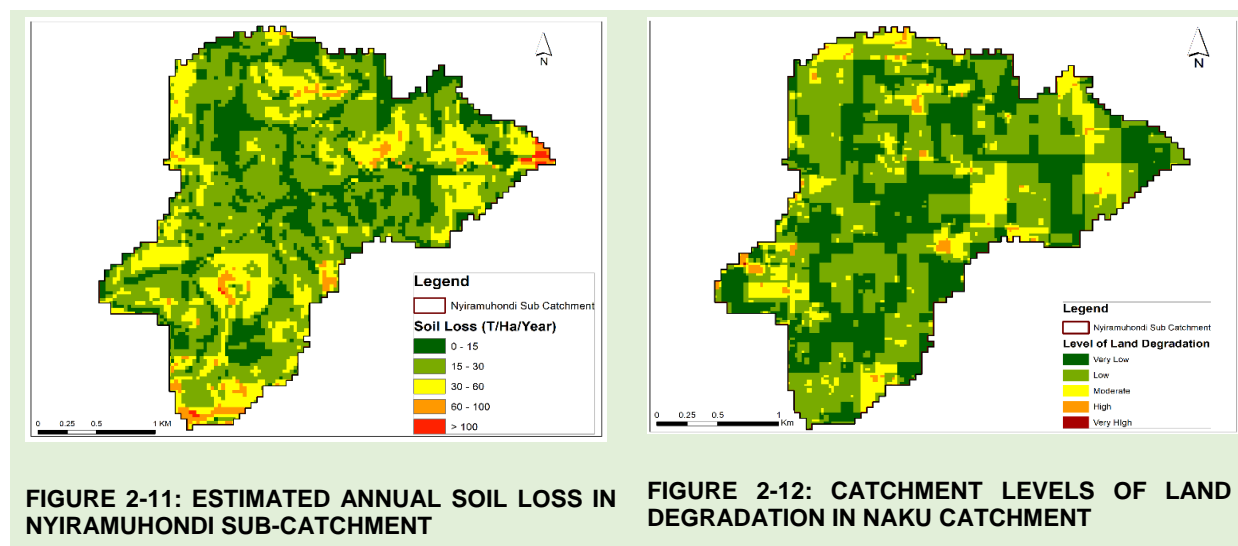 N
Legend
Nyiramuhondi Sub Catchment
Soil Loss (T/Ha/Year)
0 - 15
15 - 30
30 - 60
60 - 100
> 100
0 0.25 0.5 1 KM
N
Legend
Nyiramuhondi Sub Catchment
Level of Land Degradation
Very Low
Low
Moderate
High
Very HIgh
0 0.25 0.5 1
Km
FIGURE 2-11: ESTIMATED ANNUAL SOIL LOSS IN
NYIRAMUHONDI SUB-CATCHMENT
FIGURE 2-12: CATCHMENT LEVELS OF LAND
DEGRADATION IN NAKU CATCHMENT